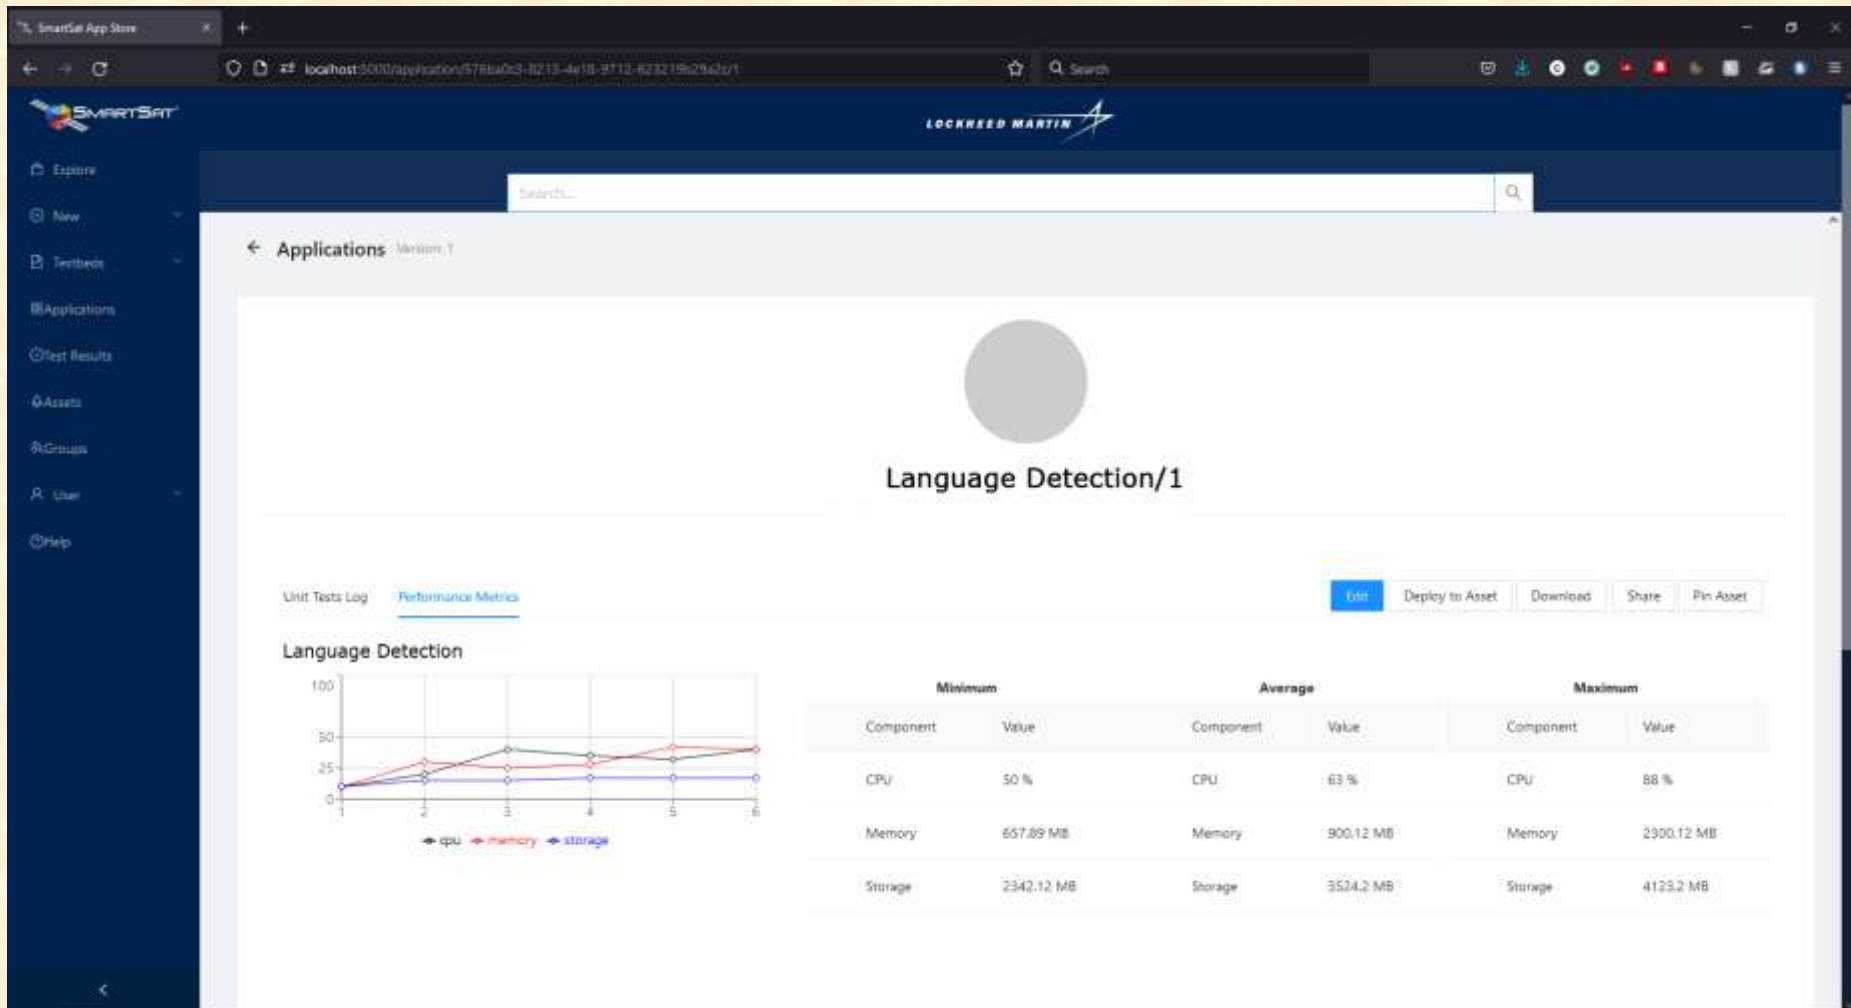 SmartSat App Store
localhost:5000/application/
Search
SMARTSAT
LOCKHEED MARTIN
Explore
New
Testbeds
Applications
Test Results
Assets
Groups
User
Help
Search...
Applications Version: 1
Language Detection/1
Unit Tests Log Performance Metrics Edit Deploy to Asset Download Share Pin Asset
Language Detection
100
50
25
0
1 2 3 4 5 6
cpu memory storage
Minimum Average Maximum
Component Value Component Value Component Value
CPU 50 % CPU 63 % CPU 88 %
Memory 657.89 MB Memory 900.12 MB Memory 2300.12 MB
Storage 2342.12 MB Storage 3524.2 MB Storage 4123.2 MB